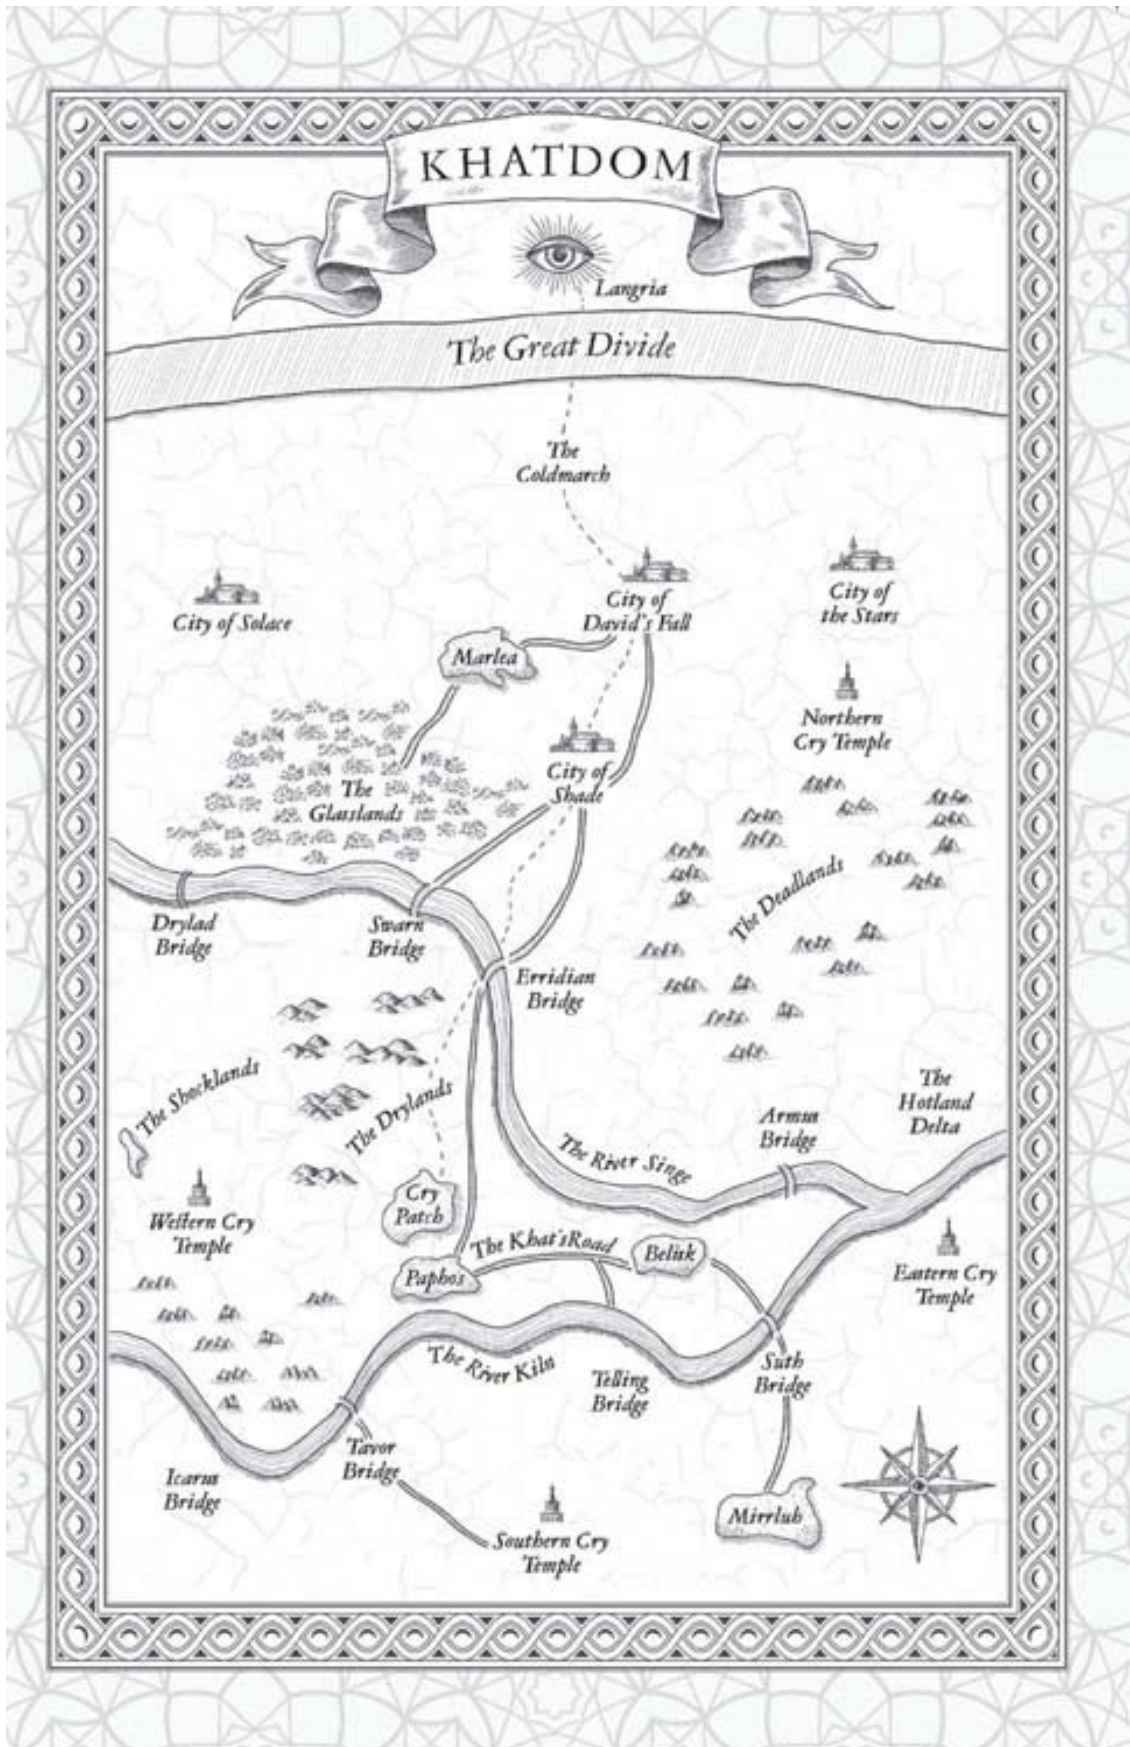 KHATDOM
Langria
The Great Divide
The
Coldmarch
City of
the Stars
City of
David's Fall
City of Solace
Marlea
Northern
Cry Temple
City of
Shade
The
Glasslands
The Deadlands
Drylad
Bridge
Swarn
Bridge
Erridian
Bridge
The Shocklands
The Drylands
The
Hotland
Delta
Armus
Bridge
The River Singe
Cry
Patch
Western Cry
Temple
The Khat'sRoad
Belisk
Paphos
Eastern Cry
Temple
The River Kiln
Telling
Bridge
Suth
Bridge
Tavor
Bridge
Icarus
Bridge
Mirrluh
Southern Cry
Temple